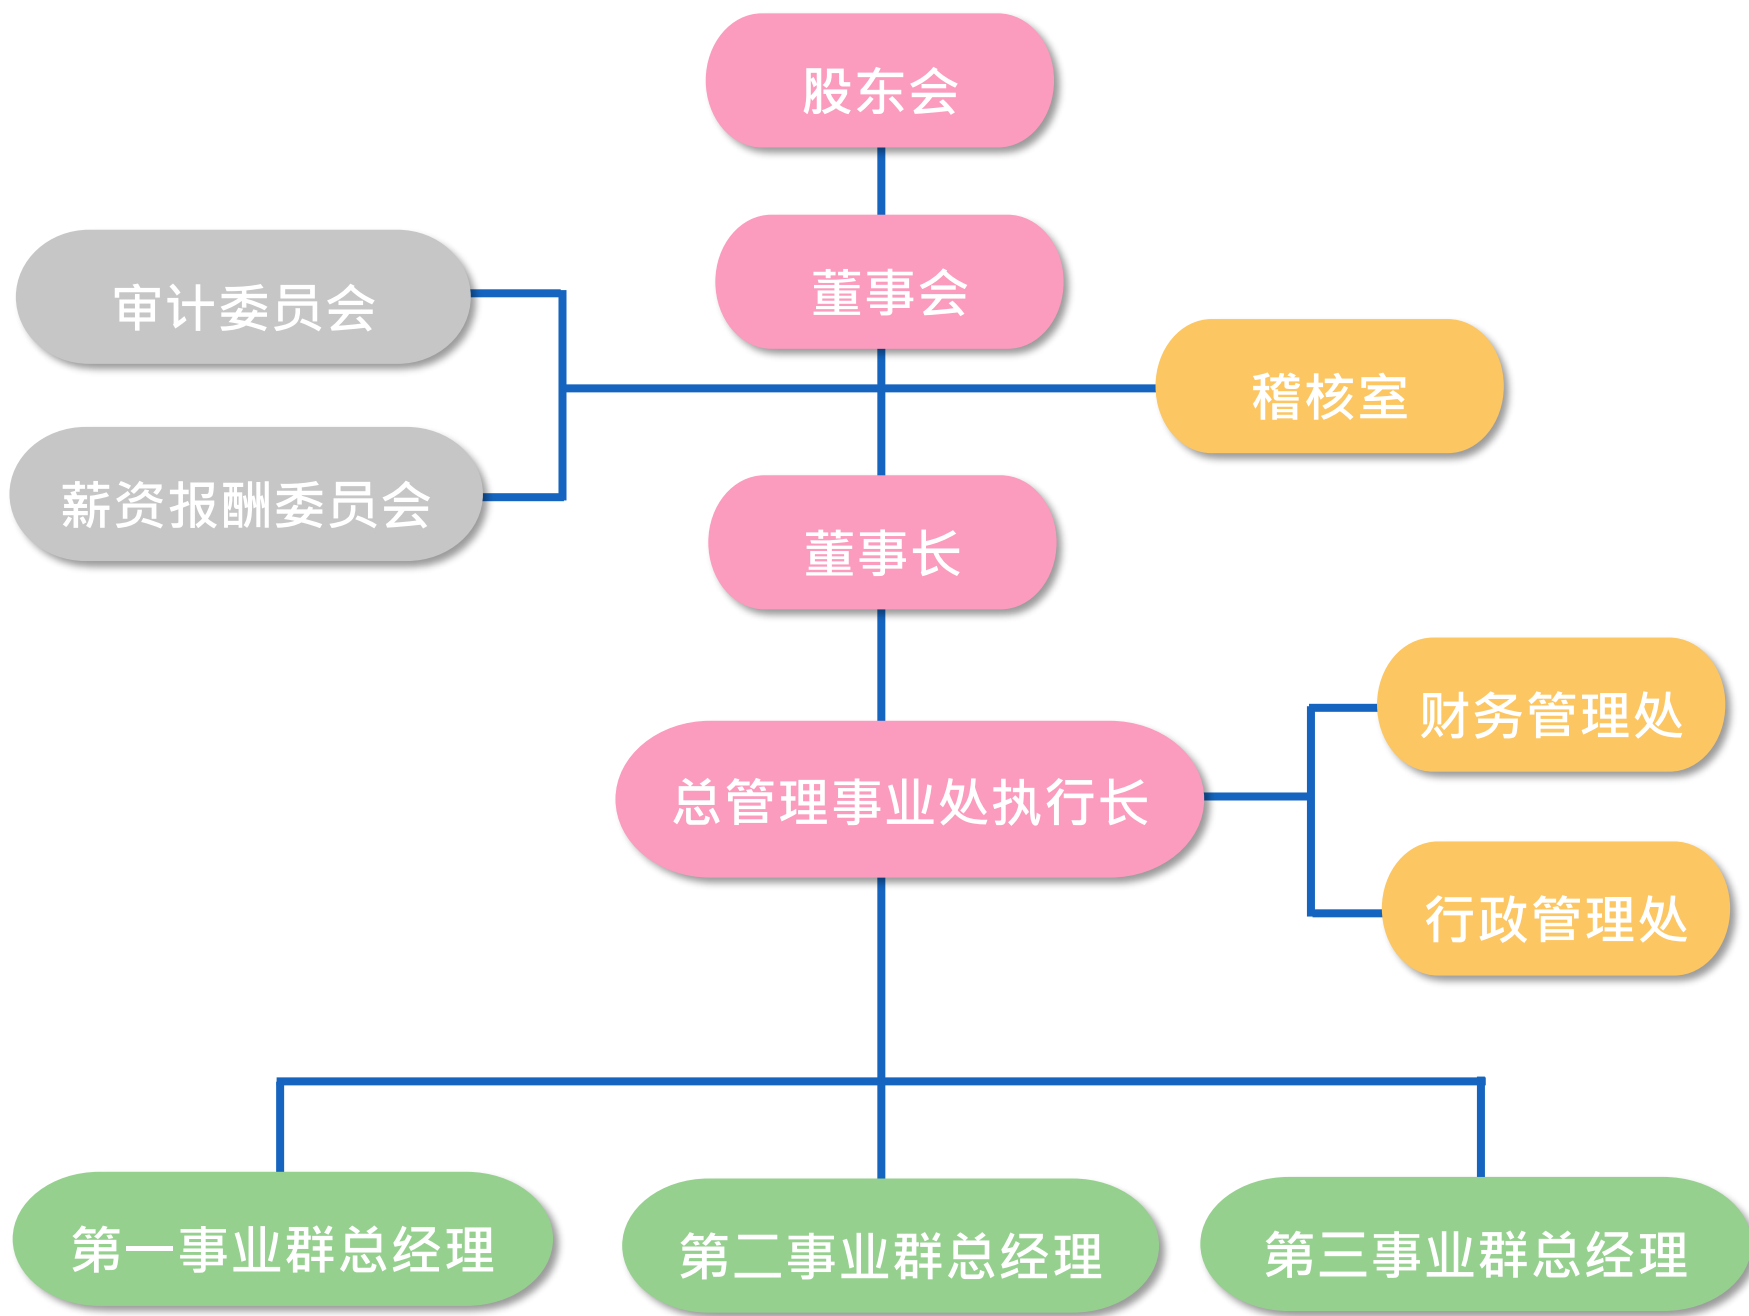 股东会
董事会
审计委员会
稽核室
薪资报酬委员会
董事长
财务管理处
总管理事业处执行长
行政管理处
第一事业群总经理
第二事业群总经理
第三事业群总经理